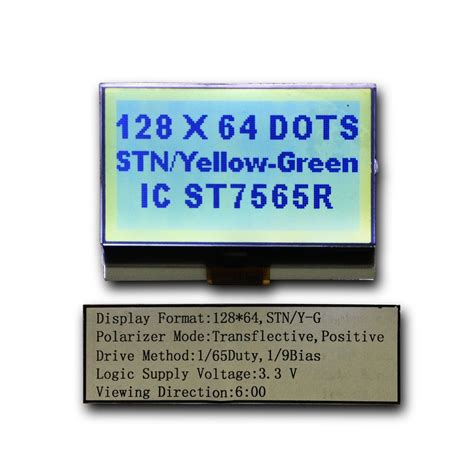 128 X 64 DOTS
STN/Yellow-Green
IC ST7565R
Display Format:128*64,STN/Y-G
Polarizer Mode:Transflective,Positive
Drive Method:1/65Duty,1/9Bias
Logic Supply Voltage:3.3 V
Viewing Direction:6:00